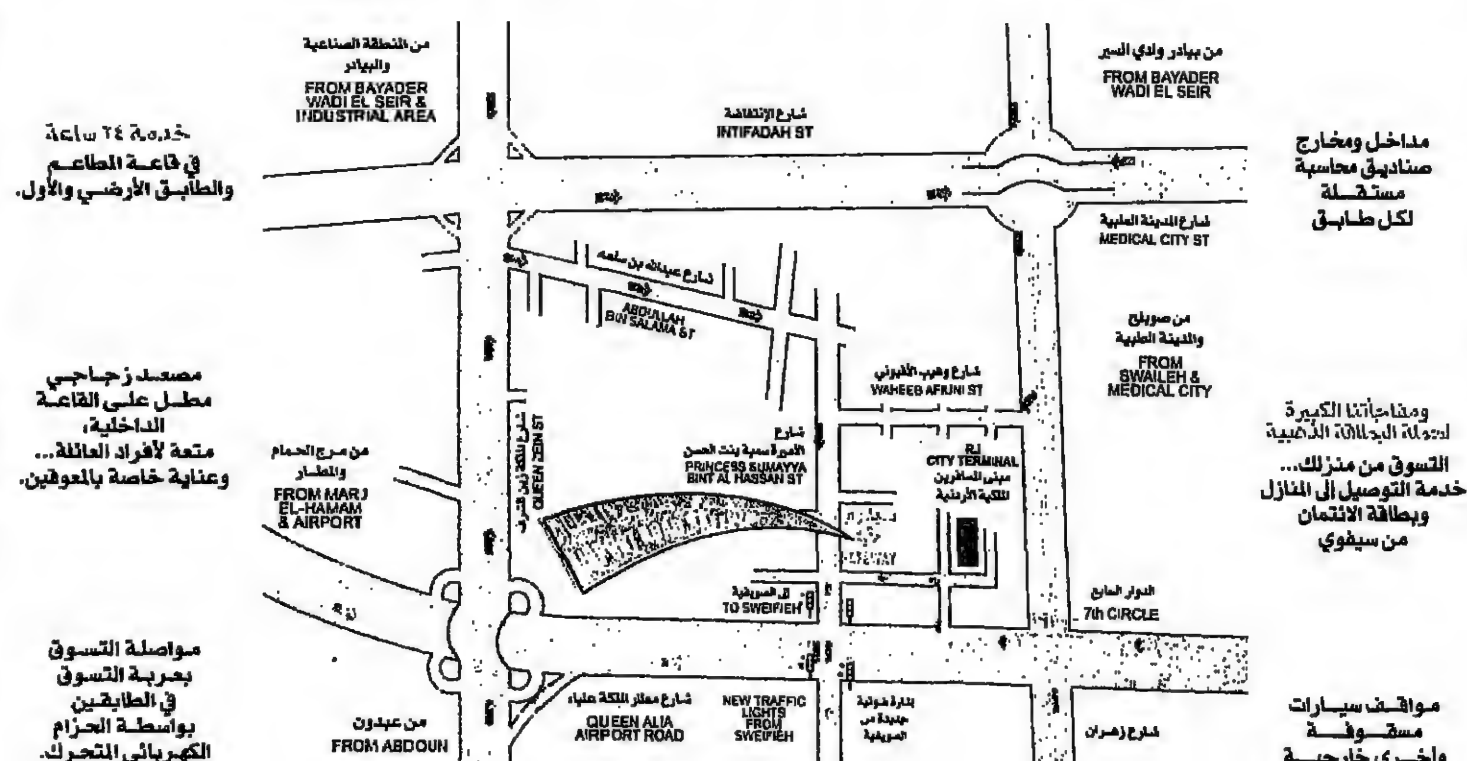 من المنطقة الصناعية
والبيادر
FROM BAYADER
WADI EL SEIR &
INDUSTRIAL AREA
من بيادر وادي السير
FROM BAYADER
WADI EL SEIR
شارع الإنتفاضة
INTIFADAH ST
خدمة ٢٤ ساعة
في قاعة المطاعم
والطابق الأرضي والأول.
مداخل ومخارج
صناديق محاسبة
مستقلة
لكل طابق
شارع المدينة الطبية
MEDICAL CITY ST
شارع عبدالله بن سلمه
ABDULLAH
BIN SALAMA ST
من صويلح
والمدينة الطبية
FROM
SWAILEH &
MEDICAL CITY
شارع وهيب الأفيوني
WAHEEB AFIUNI ST
مصعد زجاجي
مطل على القاعة
الداخلية،
متعة لأفراد العائلة...
وعناية خاصة بالمعوقين.
شارع الملكة زين الشرف
QUEEN ZEIN ST
شارع
الأميرة سمية بنت الحسن
PRINCESS SUMAYYA
BINT AL HASSAN ST
RJ
CITY TERMINAL
مبنى المسافرين
الملكية الأردنية
ومفاجأتنا الكبيرة
لحملة البطاقة الذهبية
التسوق من منزلك...
خدمة التوصيل إلى المنازل
وبطاقة الائتمان
من سيفوي
من مرج الحمام
والمطار
FROM MARJ
EL-HAMAM
& AIRPORT
الى الصويفية
TO SWEIFIEH
الدوار السابع
7th CIRCLE
مواصلة التسوق
بعربة التسوق
في الطابقين
بواسطة الحزام
الكهربائي المتحرك.
من عبدون
FROM ABDOUN
شارع مطار الملكة علياء
QUEEN ALIA
AIRPORT ROAD
NEW TRAFFIC
LIGHTS
FROM
SWEIFIEH
جديدة من
الصويفية
شارع زهران
مواقف سيارات
مسقوفة
وأخرى خارجية